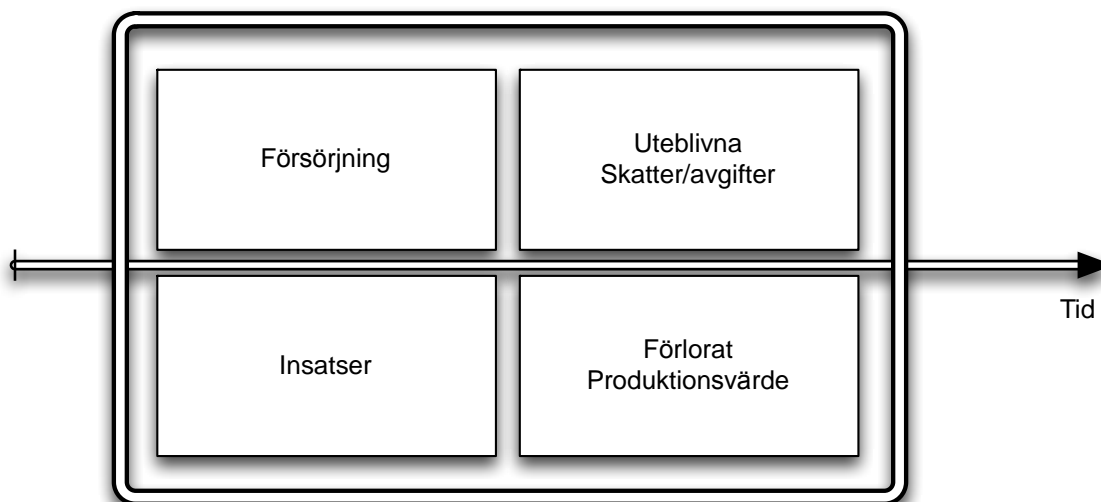 Försörjning
Uteblivna
Skatter/avgifter
Tid
Insatser
Förlorat
Produktionsvärde